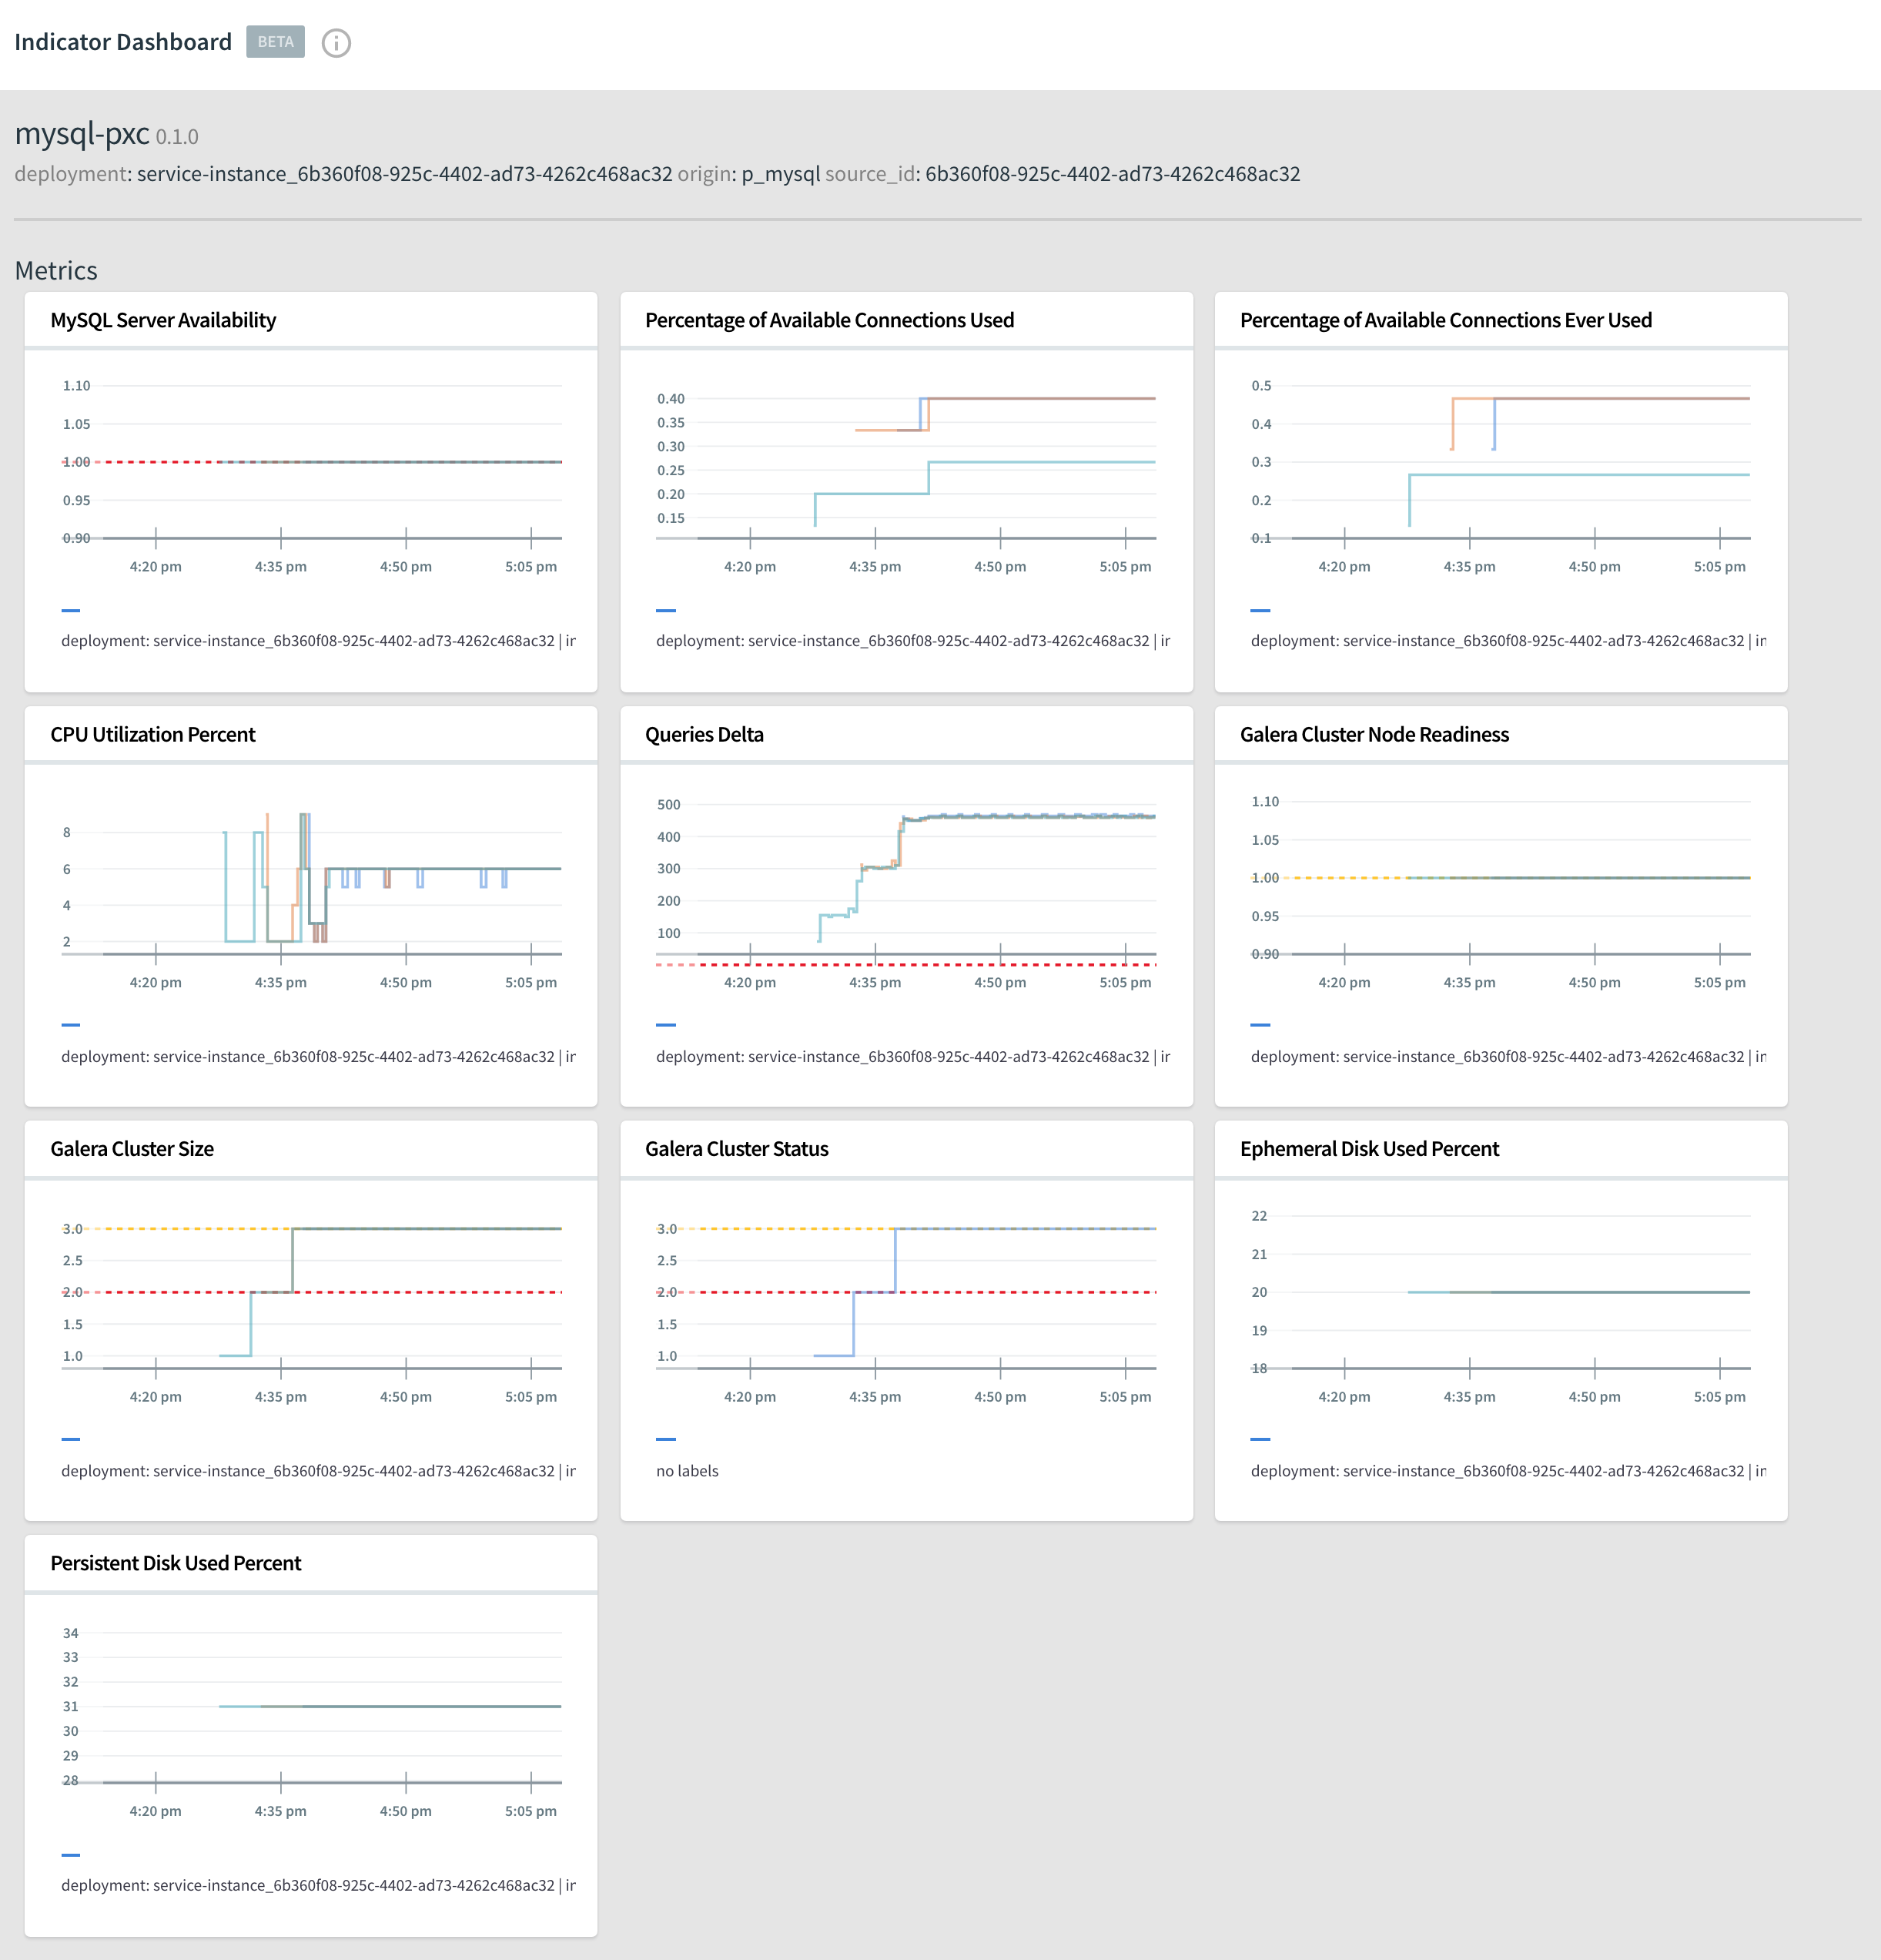 Indicator Dashboard BETA
mysql-pxc 0.1.0
deployment: service-instance_6b360f08-925c-4402-ad73-4262c468ac32 origin: p_mysql source_id: 6b360f08-925c-4402-ad73-4262c468ac32
Metrics
MySQL Server Availability
1.10
1.05
1.00
0.95
0.90
4:20 pm 4:35 pm 4:50 pm 5:05 pm
deployment: service-instance_6b360f08-925c-4402-ad73-4262c468ac32 | in
Percentage of Available Connections Used
0.40
0.35
0.30
0.25
0.20
0.15
4:20 pm 4:35 pm 4:50 pm 5:05 pm
deployment: service-instance_6b360f08-925c-4402-ad73-4262c468ac32 | in
Percentage of Available Connections Ever Used
0.5
0.4
0.3
0.2
0.1
4:20 pm 4:35 pm 4:50 pm 5:05 pm
deployment: service-instance_6b360f08-925c-4402-ad73-4262c468ac32 | in
CPU Utilization Percent
8
6
4
2
4:20 pm 4:35 pm 4:50 pm 5:05 pm
deployment: service-instance_6b360f08-925c-4402-ad73-4262c468ac32 | in
Queries Delta
500
400
300
200
100
4:20 pm 4:35 pm 4:50 pm 5:05 pm
deployment: service-instance_6b360f08-925c-4402-ad73-4262c468ac32 | in
Galera Cluster Node Readiness
1.10
1.05
1.00
0.95
0.90
4:20 pm 4:35 pm 4:50 pm 5:05 pm
deployment: service-instance_6b360f08-925c-4402-ad73-4262c468ac32 | in
Galera Cluster Size
3.0
2.5
2.0
1.5
1.0
4:20 pm 4:35 pm 4:50 pm 5:05 pm
deployment: service-instance_6b360f08-925c-4402-ad73-4262c468ac32 | in
Galera Cluster Status
3.0
2.5
2.0
1.5
1.0
4:20 pm 4:35 pm 4:50 pm 5:05 pm
no labels
Ephemeral Disk Used Percent
22
21
20
19
18
4:20 pm 4:35 pm 4:50 pm 5:05 pm
deployment: service-instance_6b360f08-925c-4402-ad73-4262c468ac32 | in
Persistent Disk Used Percent
34
33
32
31
30
29
28
4:20 pm 4:35 pm 4:50 pm 5:05 pm
deployment: service-instance_6b360f08-925c-4402-ad73-4262c468ac32 | in